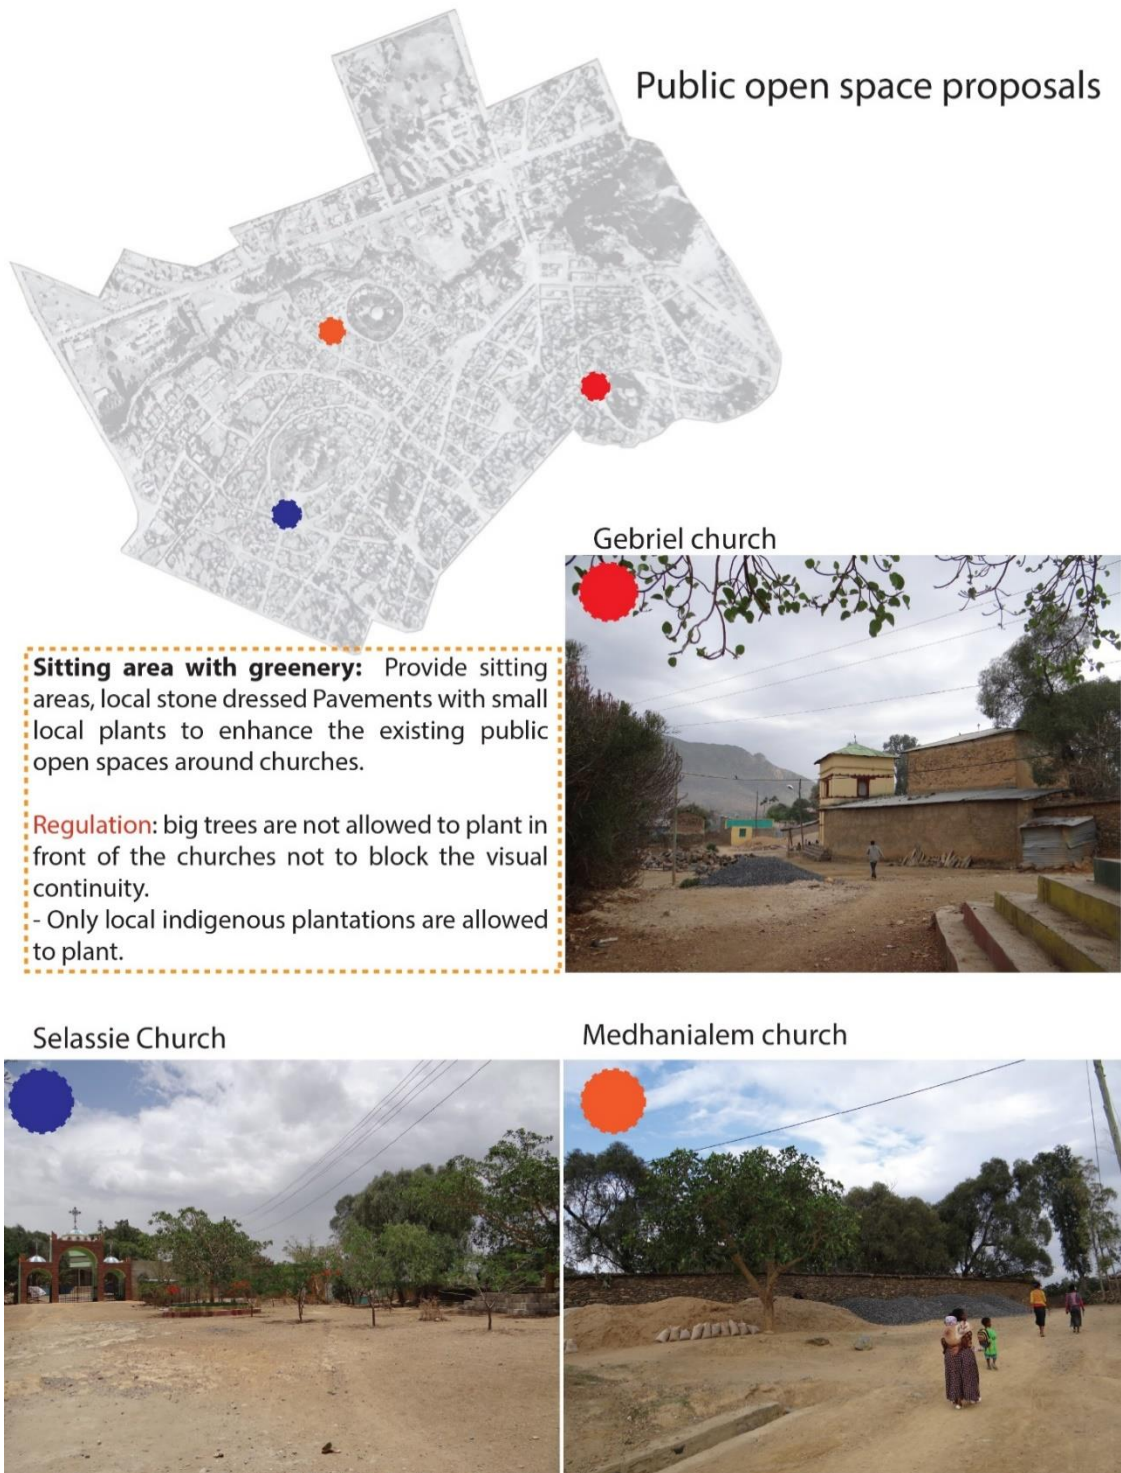 Public open space proposals
Gebriel church
Sitting area with greenery: Provide sitting
areas, local stone dressed Pavements with small
local plants to enhance the existing public
open spaces around churches.
Regulation: big trees are not allowed to plant in
front of the churches not to block the visual
continuity.
- Only local indigenous plantations are allowed
to plant.
Selassie Church
Medhanialem church